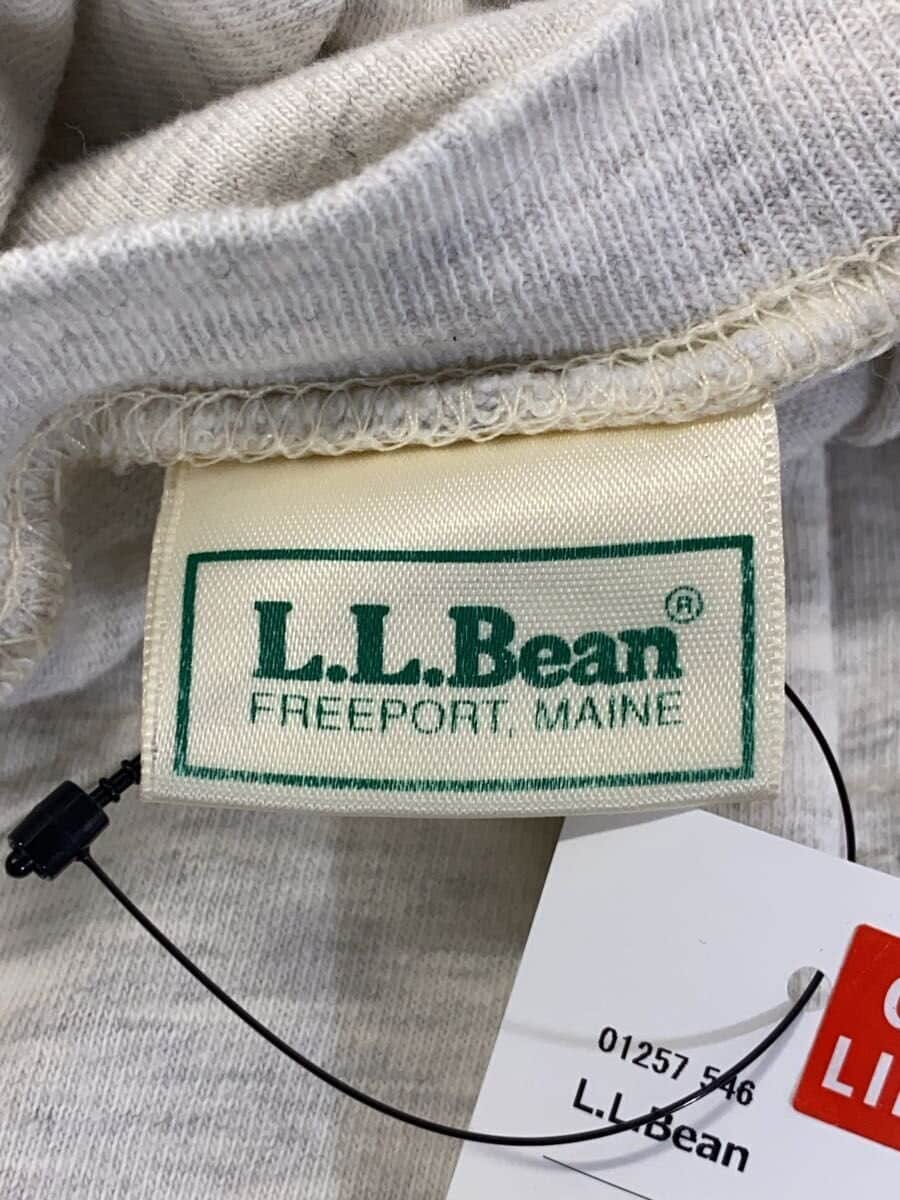 L.L.Bean®
FREEPORT, MAINE
01257 546
L.L.Bean